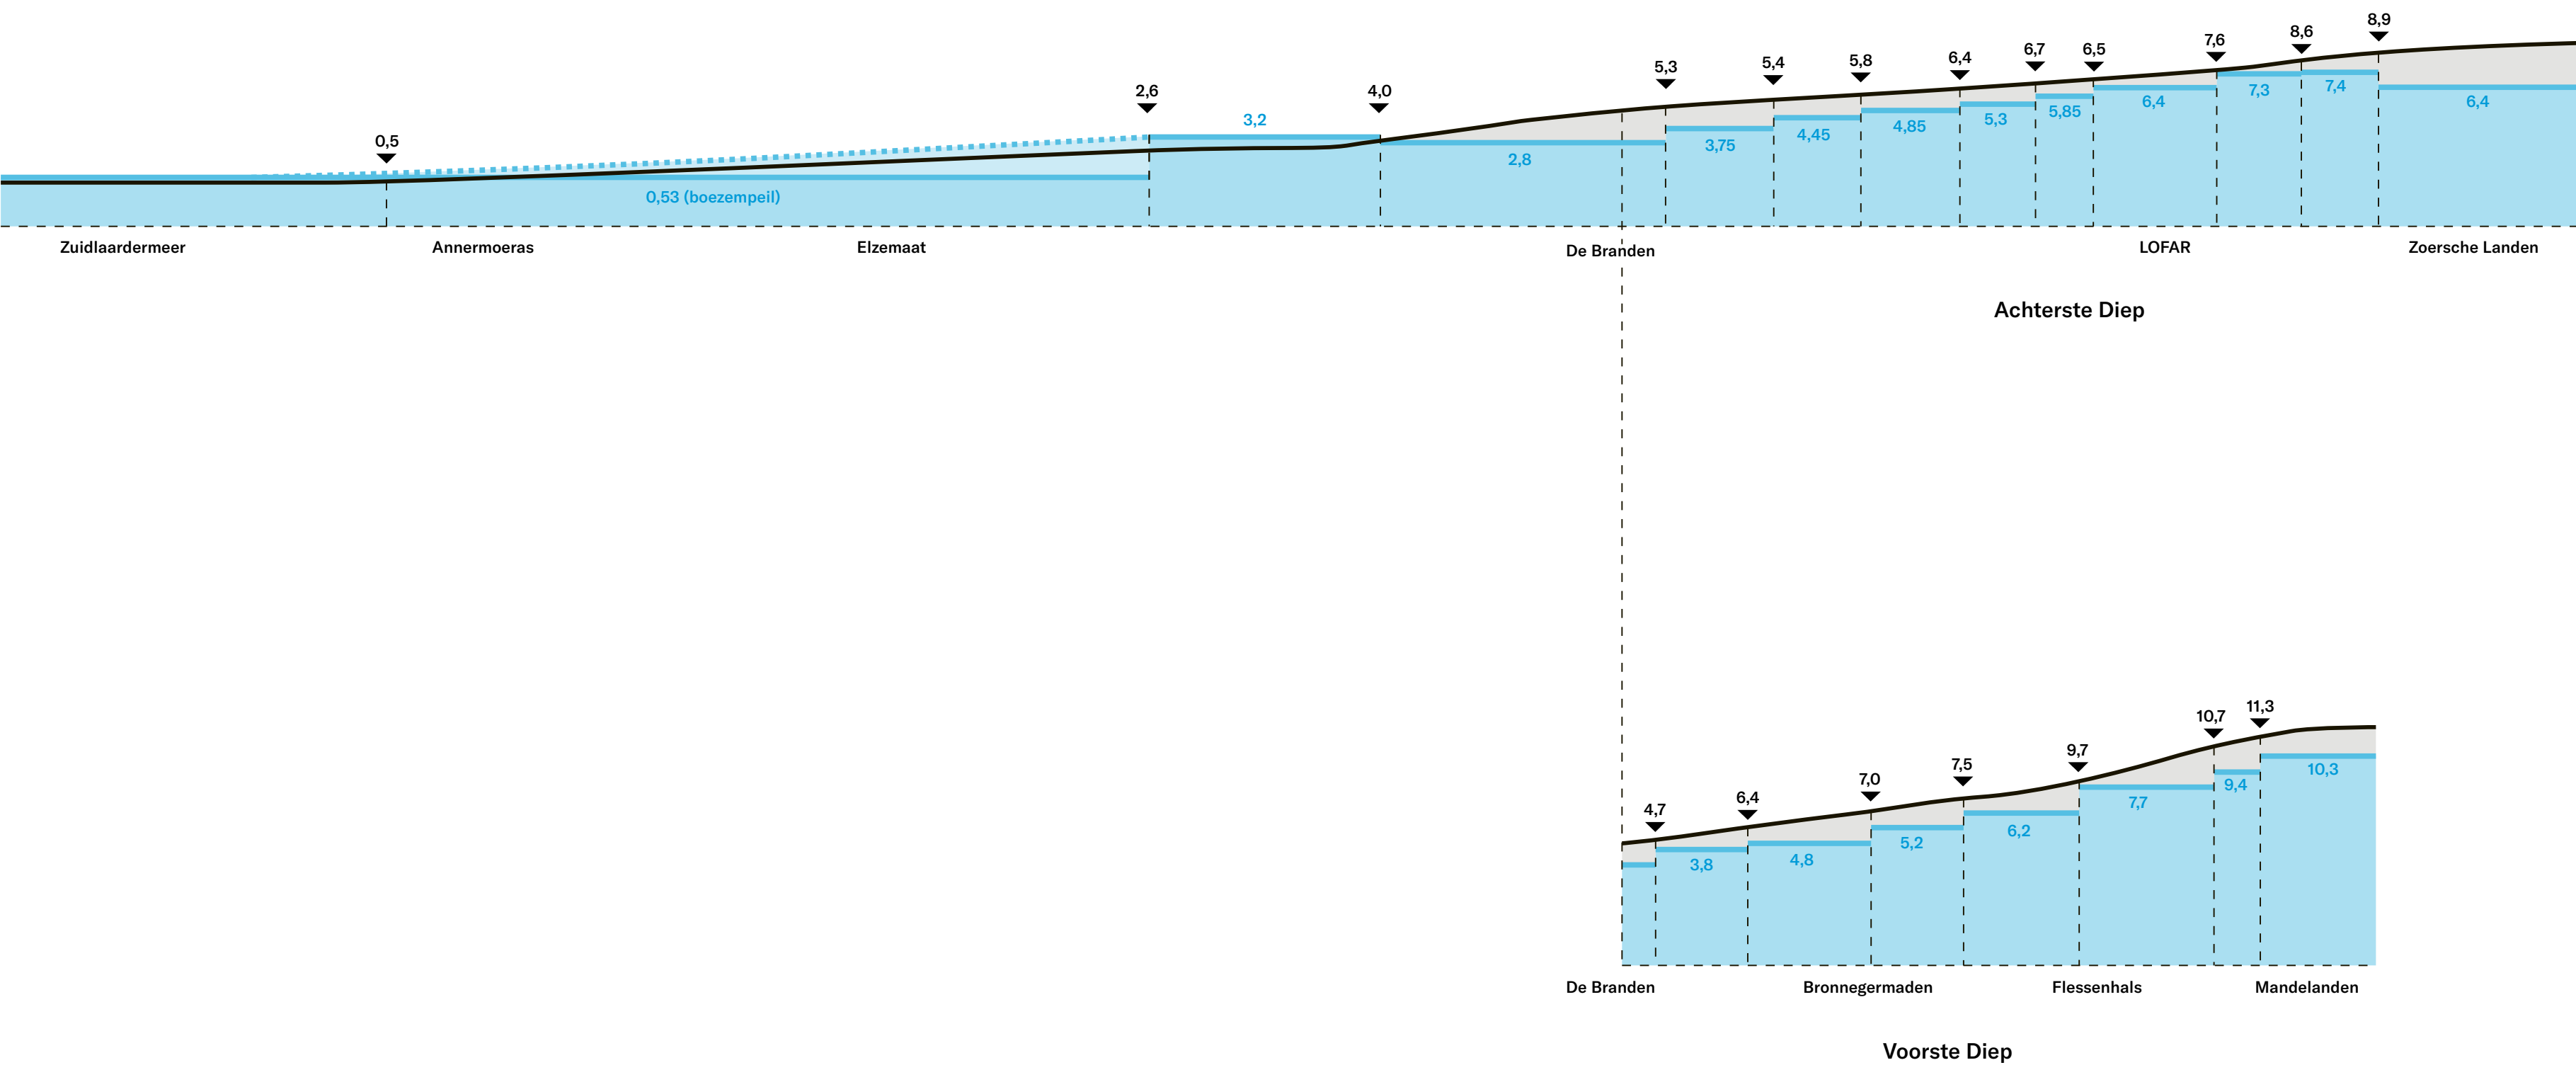 8,9
8,6
7,6
6,7
6,5
6,4
5,8
5,4
5,3
2,6
4,0
3,2
0,5
7,4
7,3
6,4
6,4
5,85
5,3
4,85
4,45
3,75
2,8
0,53 (boezempeil)
Zuidlaardermeer
Annermoeras
Elzemaat
De Branden
LOFAR
Zoersche Landen
Achterste Diep
11,3
10,7
9,7
7,5
7,0
6,4
4,7
10,3
9,4
7,7
6,2
5,2
4,8
3,8
De Branden
Bronnegermaden
Flessenhals
Mandelanden
Voorste Diep